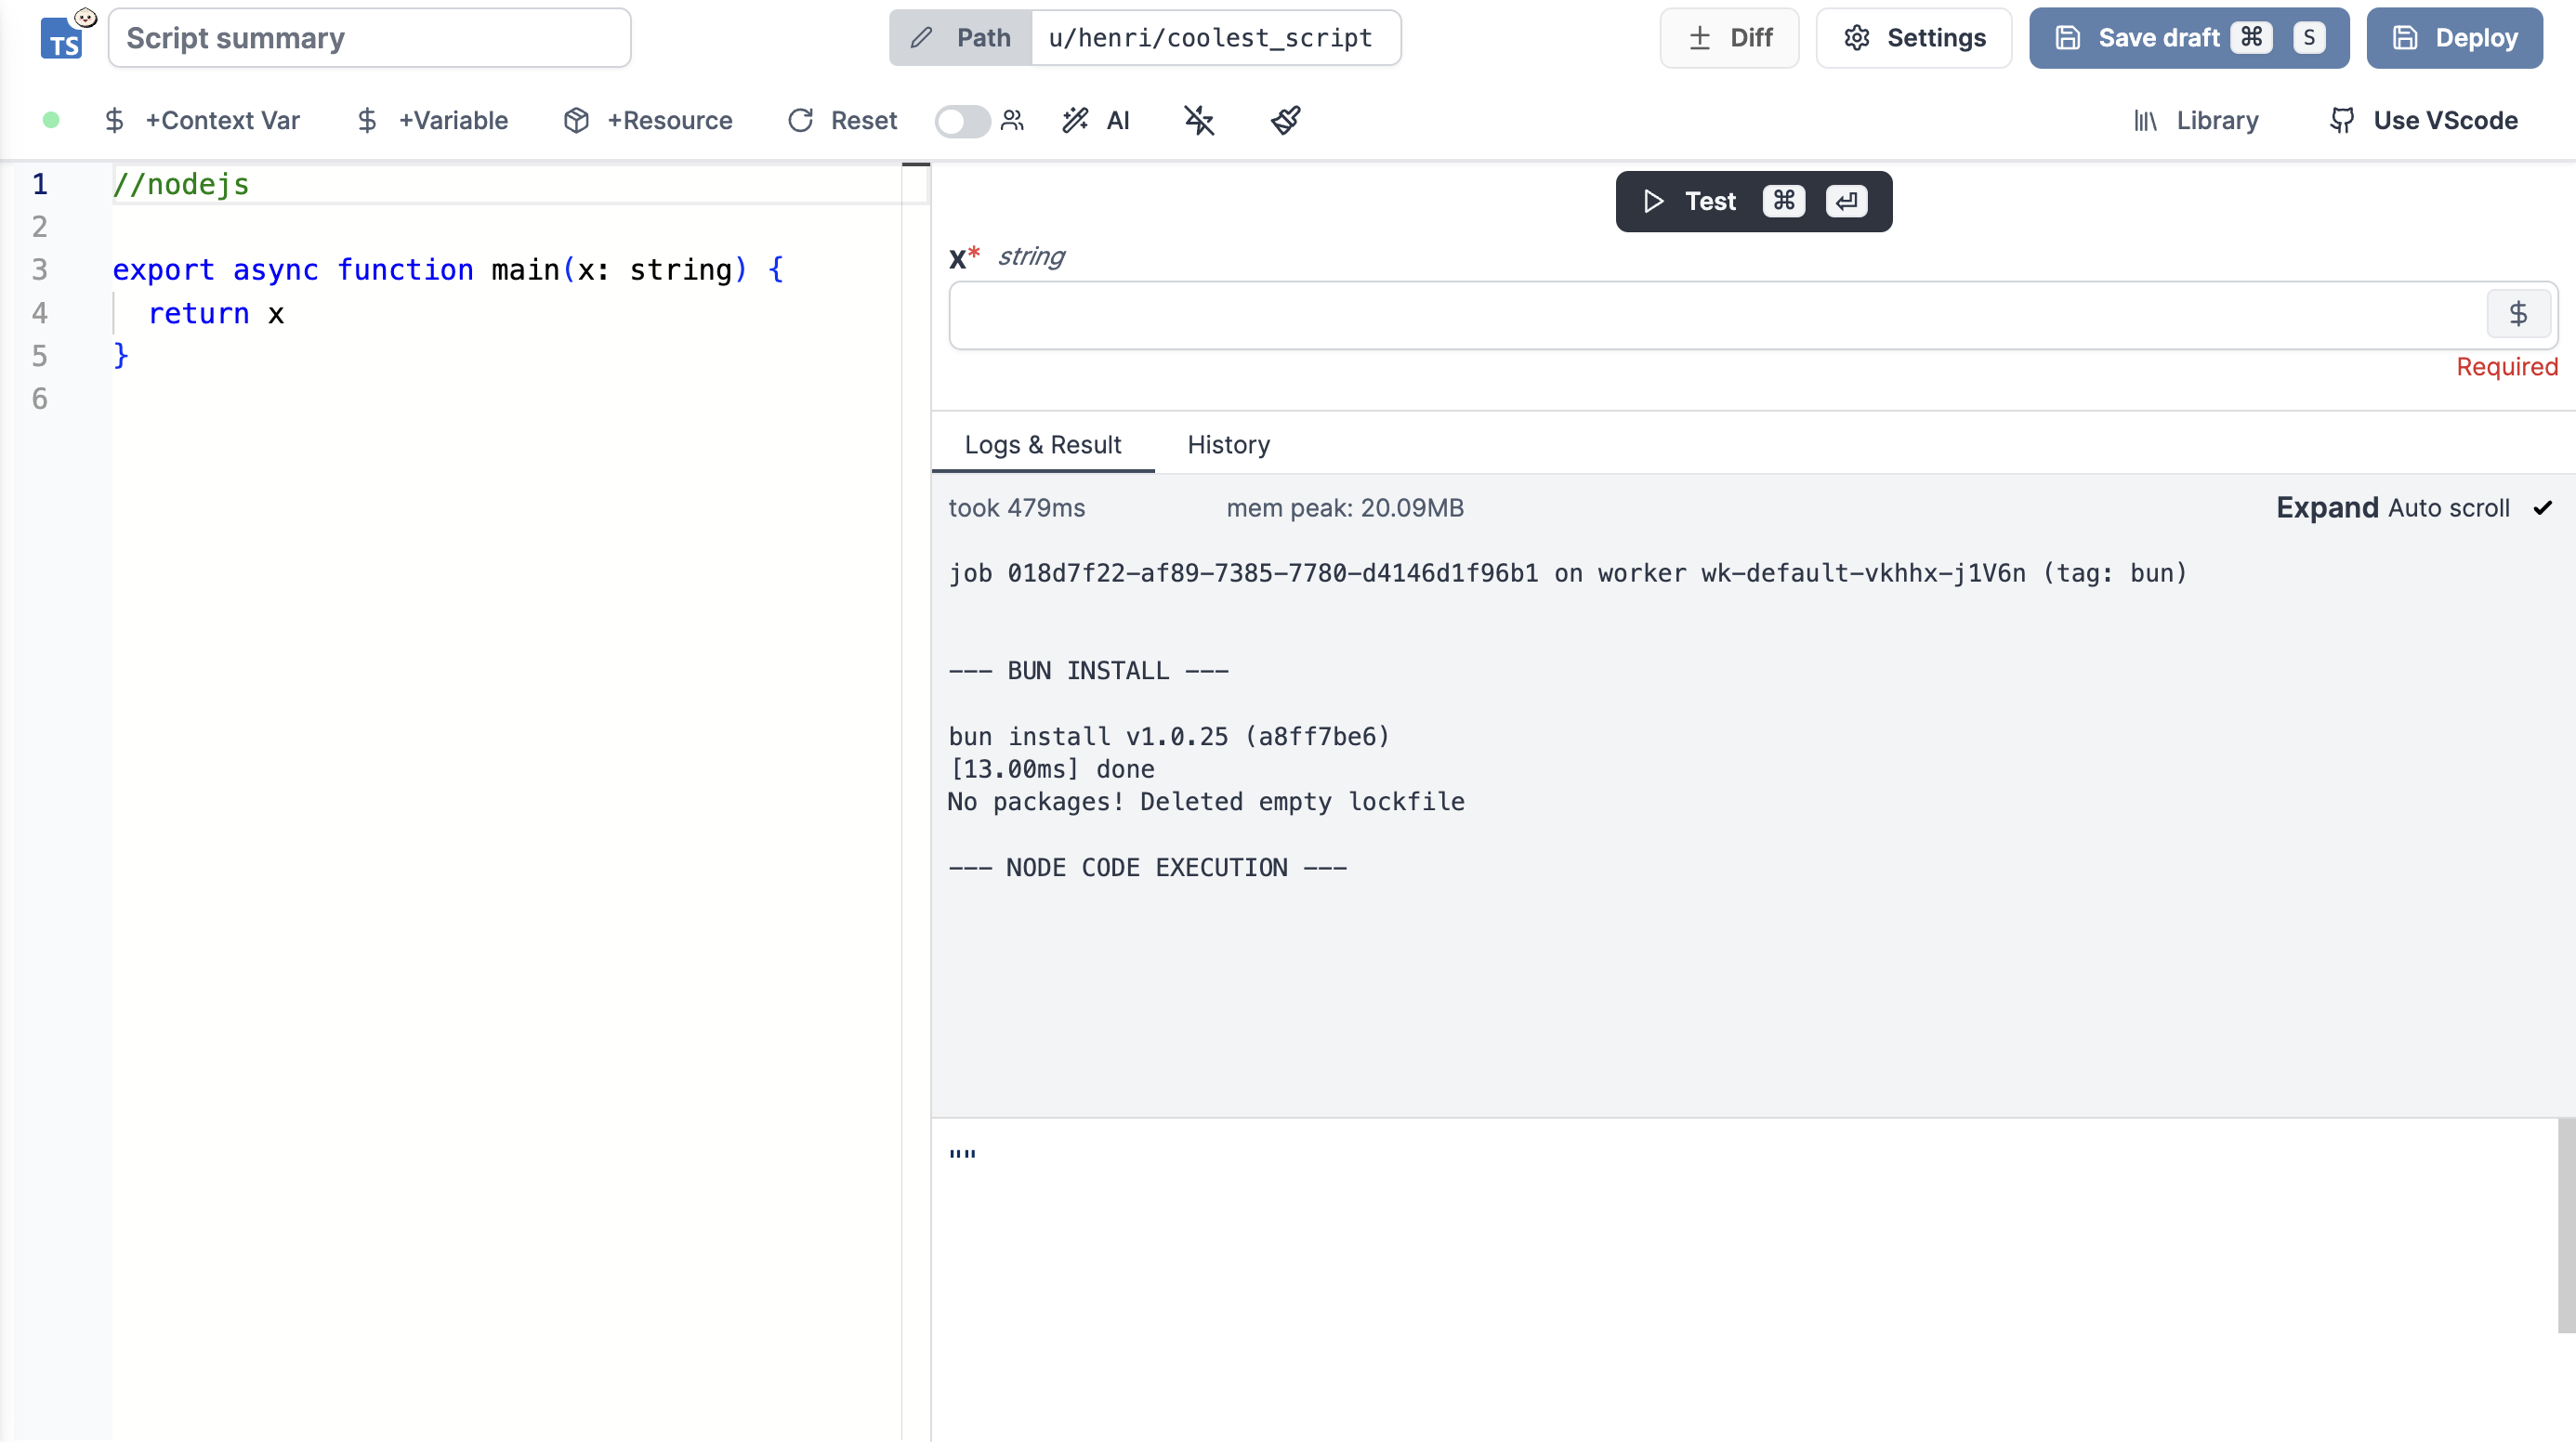 TS
Script summary
Path
u/henri/coolest_script
± Diff
Settings
Save draft ⌘ S
Deploy
$ +Context Var
$ +Variable
+Resource
Reset
AI
Library
Use VScode
1 //nodejs
2
3 export async function main(x: string) {
4 return x
5 }
6
Test ⌘
x* string
$
Required
Logs & Result
History
took 479ms
mem peak: 20.09MB
Expand
Auto scroll
job 018d7f22-af89-7385-7780-d4146d1f96b1 on worker wk-default-vkhhx-j1V6n (tag: bun)
--- BUN INSTALL ---
bun install v1.0.25 (a8ff7be6)
[13.00ms] done
No packages! Deleted empty lockfile
--- NODE CODE EXECUTION ---
""